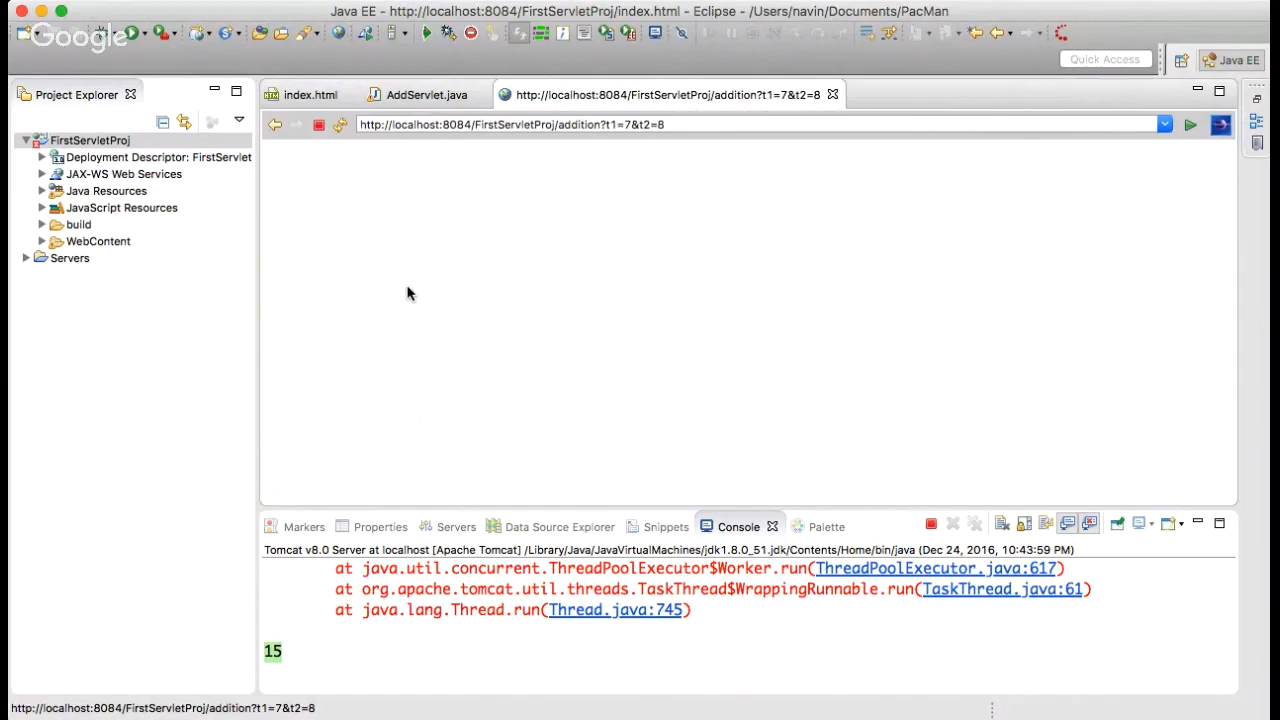 Java EE - http://localhost:8084/FirstServletProj/index.html - Eclipse - /Users/navin/Documents/PacMan
Google
Quick Access
Java EE
Project Explorer
index.html
AddServlet.java
http://localhost:8084/FirstServletProj/addition?t1=7&t2=8
http://localhost:8084/FirstServletProj/addition?t1=7&t2=8
FirstServletProj
Deployment Descriptor: FirstServlet
JAX-WS Web Services
Java Resources
JavaScript Resources
build
WebContent
Servers
Markers
Properties
Servers
Data Source Explorer
Snippets
Console
Palette
Tomcat v8.0 Server at localhost [Apache Tomcat] /Library/Java/JavaVirtualMachines/jdk1.8.0_51.jdk/Contents/Home/bin/java (Dec 24, 2016, 10:43:59 PM)
at java.util.concurrent.ThreadPoolExecutor$Worker.run(ThreadPoolExecutor.java:617)
at org.apache.tomcat.util.threads.TaskThread$WrappingRunnable.run(TaskThread.java:61)
at java.lang.Thread.run(Thread.java:745)
15
http://localhost:8084/FirstServletProj/addition?t1=7&t2=8